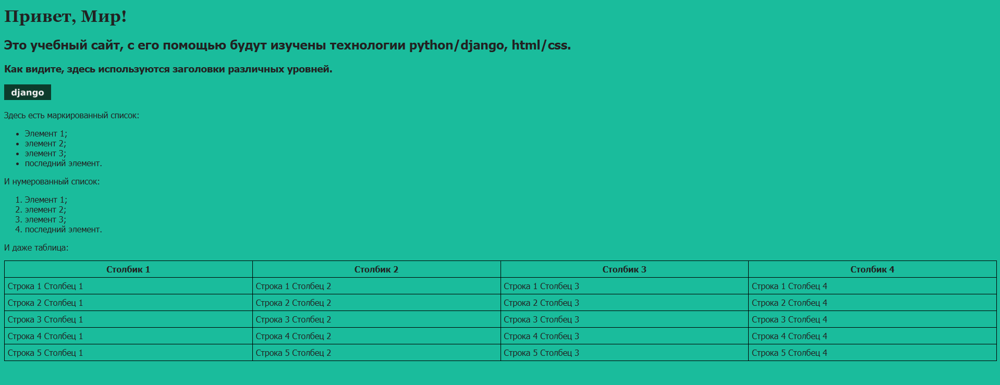 Привет, Мир!
Это учебный сайт, с его помощью будут изучены технологии python/django, html/css.
Как видите, здесь используются заголовки различных уровней.
django
Здесь есть маркированный список:
• Элемент 1;
• элемент 2;
• элемент 3;
• последний элемент.
И нумерованный список:
1. Элемент 1;
2. элемент 2;
3. элемент 3;
4. последний элемент.
И даже таблица:
Столбик 1 Столбик 2 Столбик 3 Столбик 4
Строка 1 Столбец 1 Строка 1 Столбец 2 Строка 1 Столбец 3 Строка 1 Столбец 4
Строка 2 Столбец 1 Строка 2 Столбец 2 Строка 2 Столбец 3 Строка 2 Столбец 4
Строка 3 Столбец 1 Строка 3 Столбец 2 Строка 3 Столбец 3 Строка 3 Столбец 4
Строка 4 Столбец 1 Строка 4 Столбец 2 Строка 4 Столбец 3 Строка 4 Столбец 4
Строка 5 Столбец 1 Строка 5 Столбец 2 Строка 5 Столбец 3 Строка 5 Столбец 4